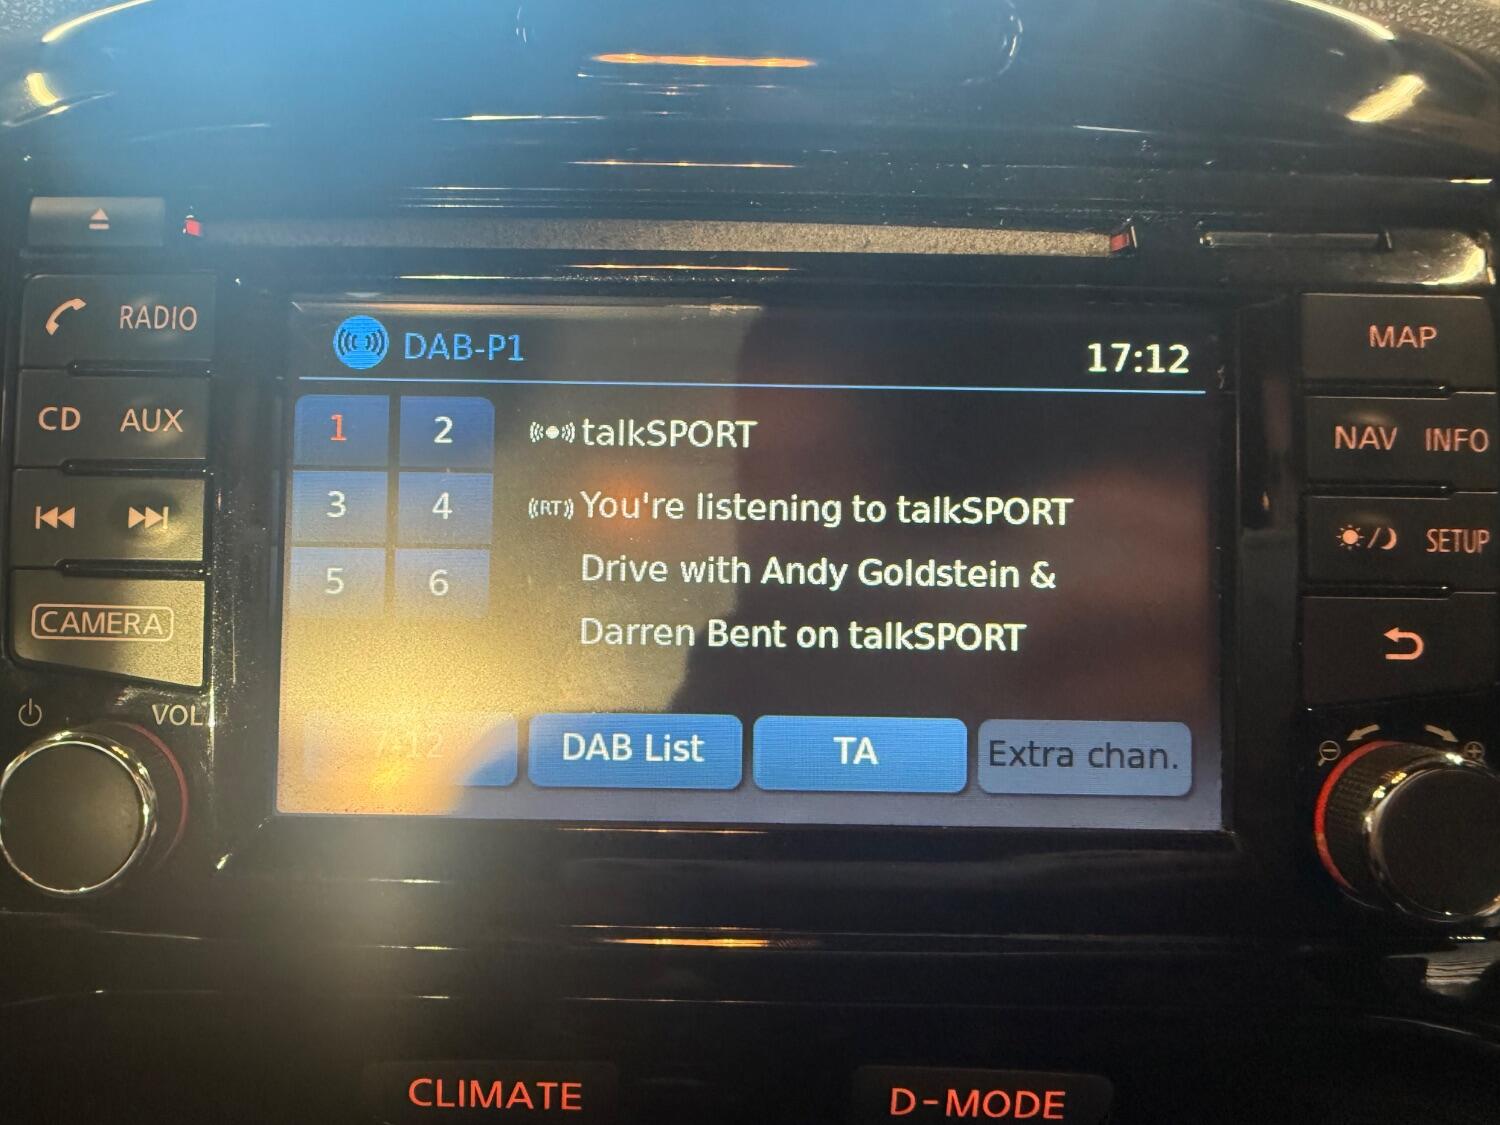 RADIO
DAB-P1
17:12
MAP
CD AUX
1 2
talkSPORT
NAV INFO
3 4
RT
You're listening to talkSPORT
SETUP
5 6
Drive with Andy Goldstein &
Darren Bent on talkSPORT
CAMERA
VOL
DAB List
TA
Extra chan.
CLIMATE
D-MODE